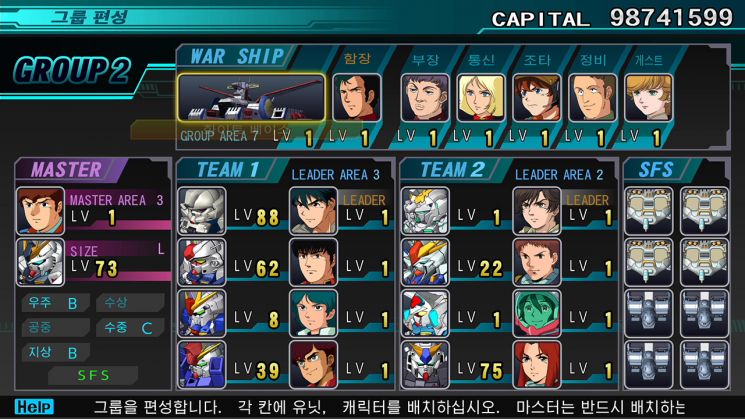 그룹 편성
CAPITAL 98741599
GROUP 2
WAR SHIP 함장 부장 통신 조타 정비 게스트
GROUP AREA 7 LV 1 LV 1 LV 1 LV 1 LV 1 LV 1 LV 1
MASTER
MASTER AREA 3
LV 1
SIZE L
LV 73
우주 B 수상
공중 수중 C
지상 B
SFS
TEAM 1 LEADER AREA 3
LEADER
LV 88 LV 1
LV 62 LV 1
LV 8 LV 1
LV 39 LV 1
TEAM 2 LEADER AREA 2
LEADER
LV 1 LV 1
LV 22 LV 1
LV 1 LV 1
LV 75 LV 1
SFS
Help 그룹을 편성합니다. 각 칸에 유닛, 캐릭터를 배치하십시오. 마스터는 반드시 배치하는